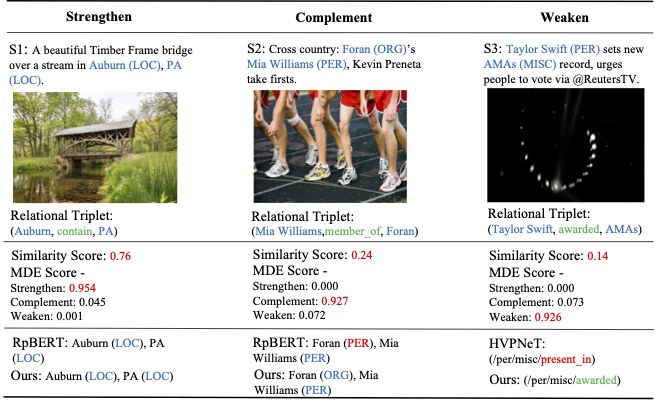 Strengthen
Complement
Weaken
S1: A beautiful Timber Frame bridge
over a stream in Auburn (LOC), PA
(LOC).
S2: Cross country: Foran (ORG)'s
Mia Williams (PER), Kevin Preneta
take firsts.
S3: Taylor Swift (PER) sets new
AMAs (MISC) record, urges
people to vote via @ReutersTV.
Relational Triplet:
(Auburn, contain, PA)
Relational Triplet:
(Mia Williams,member_of, Foran)
Relational Triplet:
(Taylor Swift, awarded, AMAs)
Similarity Score: 0.76
MDE Score -
Strengthen: 0.954
Complement: 0.045
Weaken: 0.001
Similarity Score: 0.24
MDE Score -
Strengthen: 0.000
Complement: 0.927
Weaken: 0.072
Similarity Score: 0.14
MDE Score -
Strengthen: 0.000
Complement: 0.073
Weaken: 0.926
RpBERT: Auburn (LOC), PA
(LOC)
Ours: Auburn (LOC), PA (LOC)
RpBERT: Foran (PER), Mia
Williams (PER)
Ours: Foran (ORG), Mia
Williams (PER)
HVPNeT:
(/per/misc/present_in)
Ours: (/per/misc/awarded)